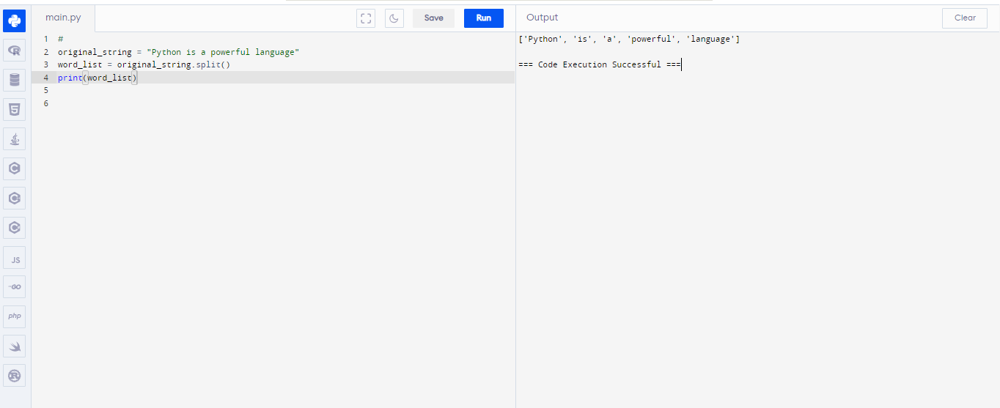 main.py
Save
Run
Output
Clear
1 #
2 original_string = "Python is a powerful language"
3 word_list = original_string.split()
4 print(word_list)
5
6
['Python', 'is', 'a', 'powerful', 'language']
=== Code Execution Successful ===
R
5
C
C
C
JS
GO
php
R